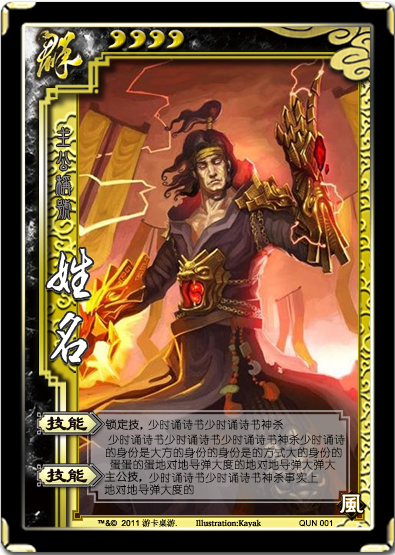 群
主公稱號
姓名
技能
锁定技,少时诵诗书少时诵诗书神杀
少时诵诗书少时诵诗书少时诵诗书神杀少时诵诗
的身份是大方的身份的身份是的方式大的身份的
蛋蛋的蛋地对地导弹大度的地对地导弹大弹大
技能
主公技,少时诵诗书少时诵诗书神杀事实上
地对地导弹大度的
風
™&© 2011 游卡桌游. Illustration:Kayak QUN 001